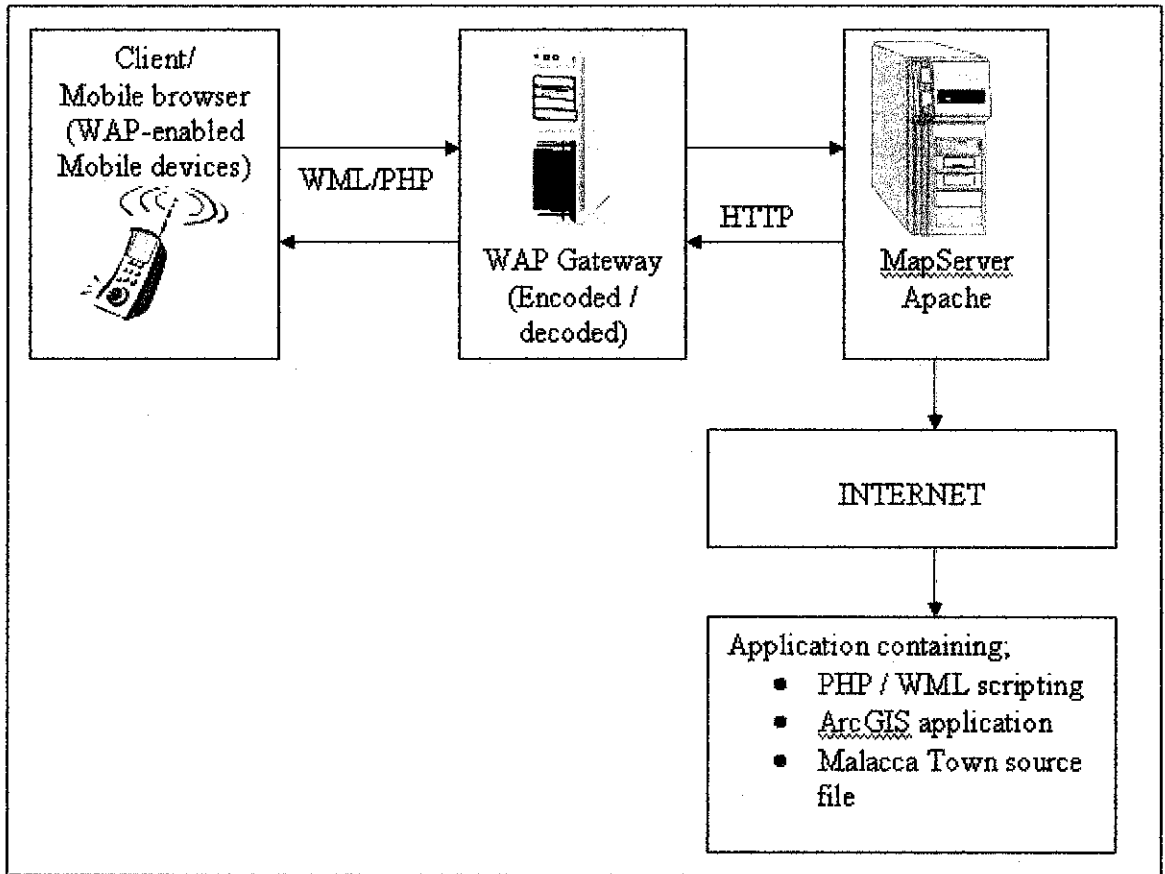 Client/
Mobile browser
(WAP-enabled
Mobile devices)
WML/PHP
WAP Gateway
(Encoded /
decoded)
HTTP
MapServer
Apache
INTERNET
Application containing;
• PHP / WML scripting
• ArcGIS application
• Malacca Town source
file